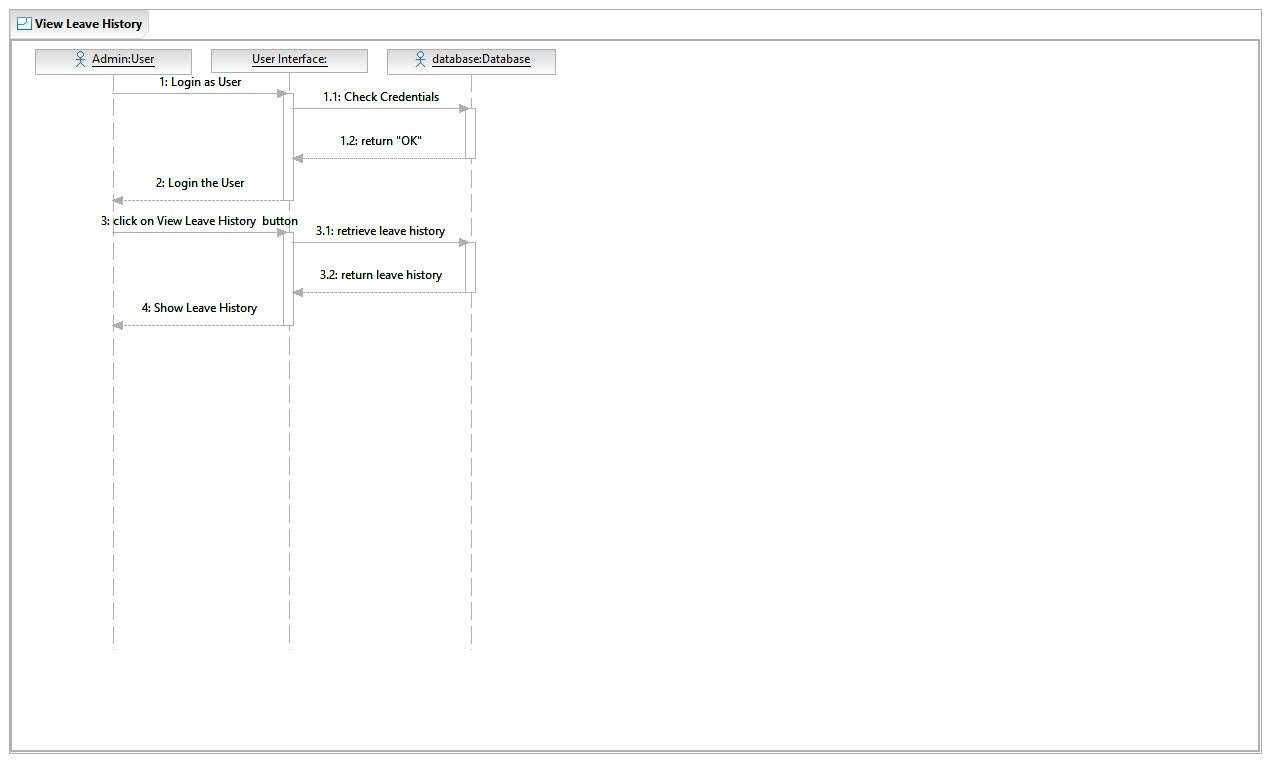 View Leave History
Admin:User
User Interface:
database:Database
1: Login as User
1.1: Check Credentials
1.2: return "OK"
2: Login the User
3: click on View Leave History  button
3.1: retrieve leave history
3.2: return leave history
4: Show Leave History